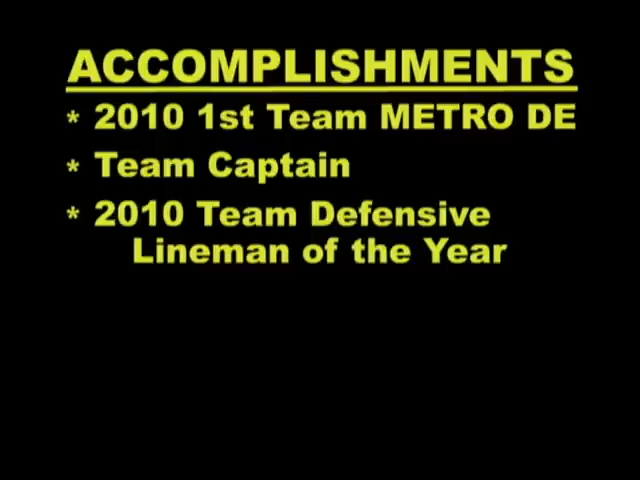 ACCOMPLISHMENTS
* 2010 1st Team METRO DE
* Team Captain
* 2010 Team Defensive
Lineman of the Year